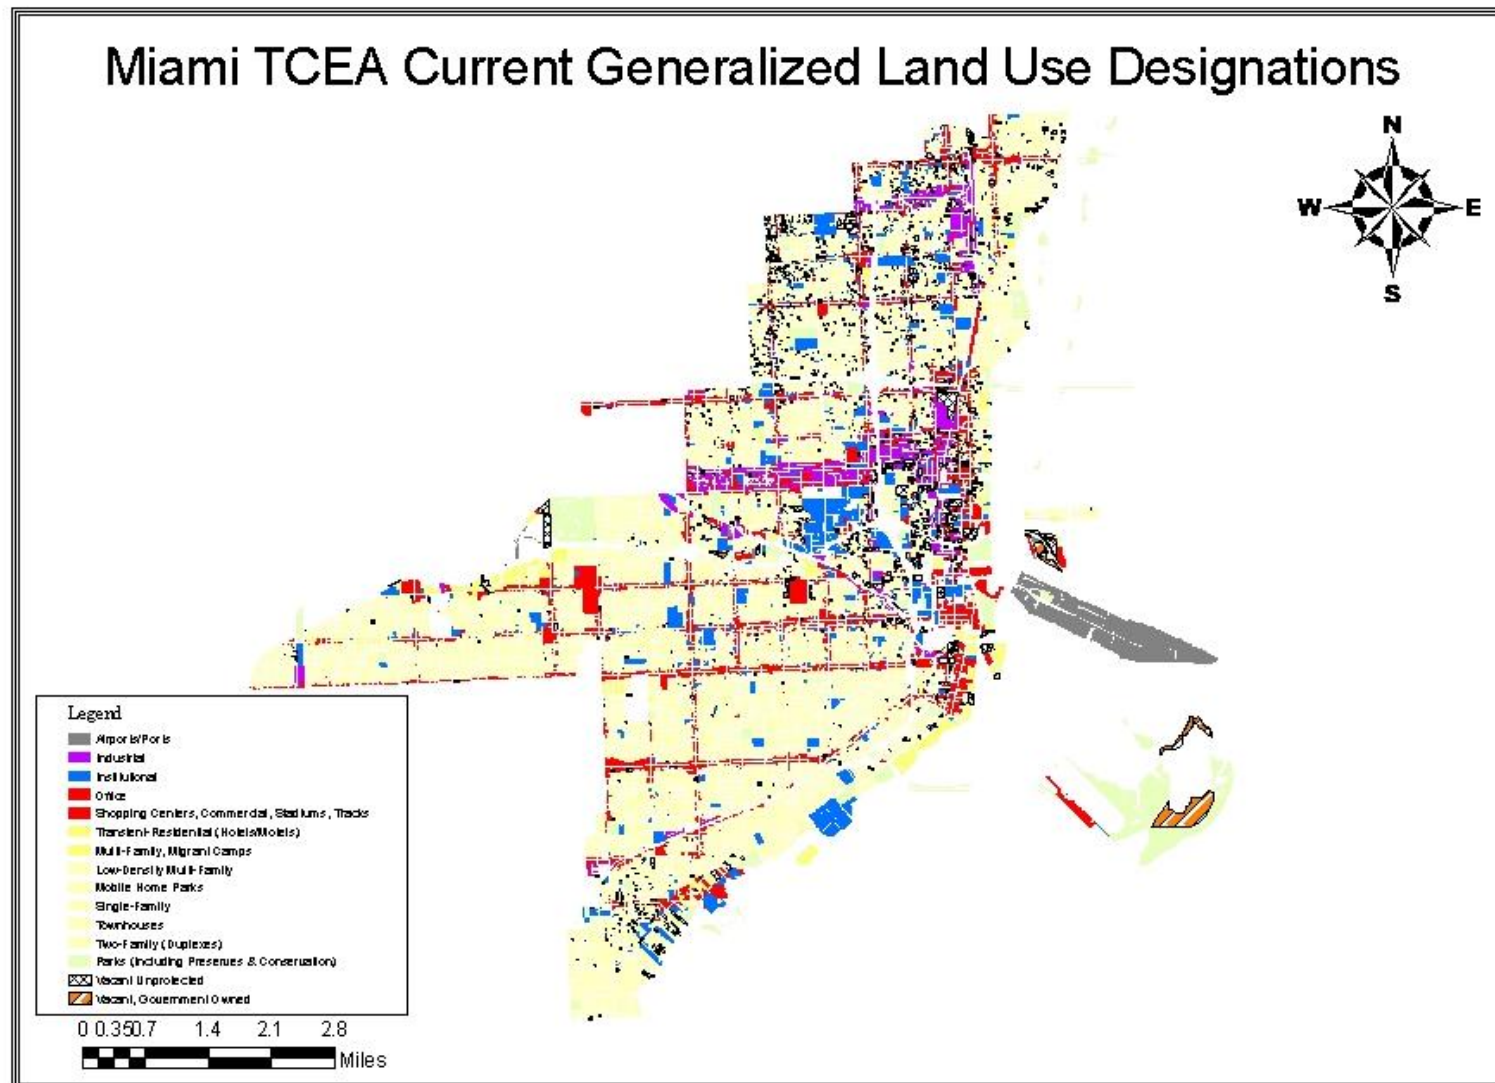 Miami TCEA Current Generalized Land Use Designations
N
W E
S
Legend
Airports/Ports
Industrial
Institutional
Office
Shopping Centers, Commercial, Stadiums, Tracks
Transient-Residential (Hotels/Motels)
Multi-Family, Migrant Camps
Low-Density Multi-Family
Mobile Home Parks
Single-Family
Townhouses
Two-Family (Duplexes)
Parks (Including Preserves & Conservation)
Vacant Unprotected
Vacant, Government Owned
0 0.350.7 1.4 2.1 2.8
Miles